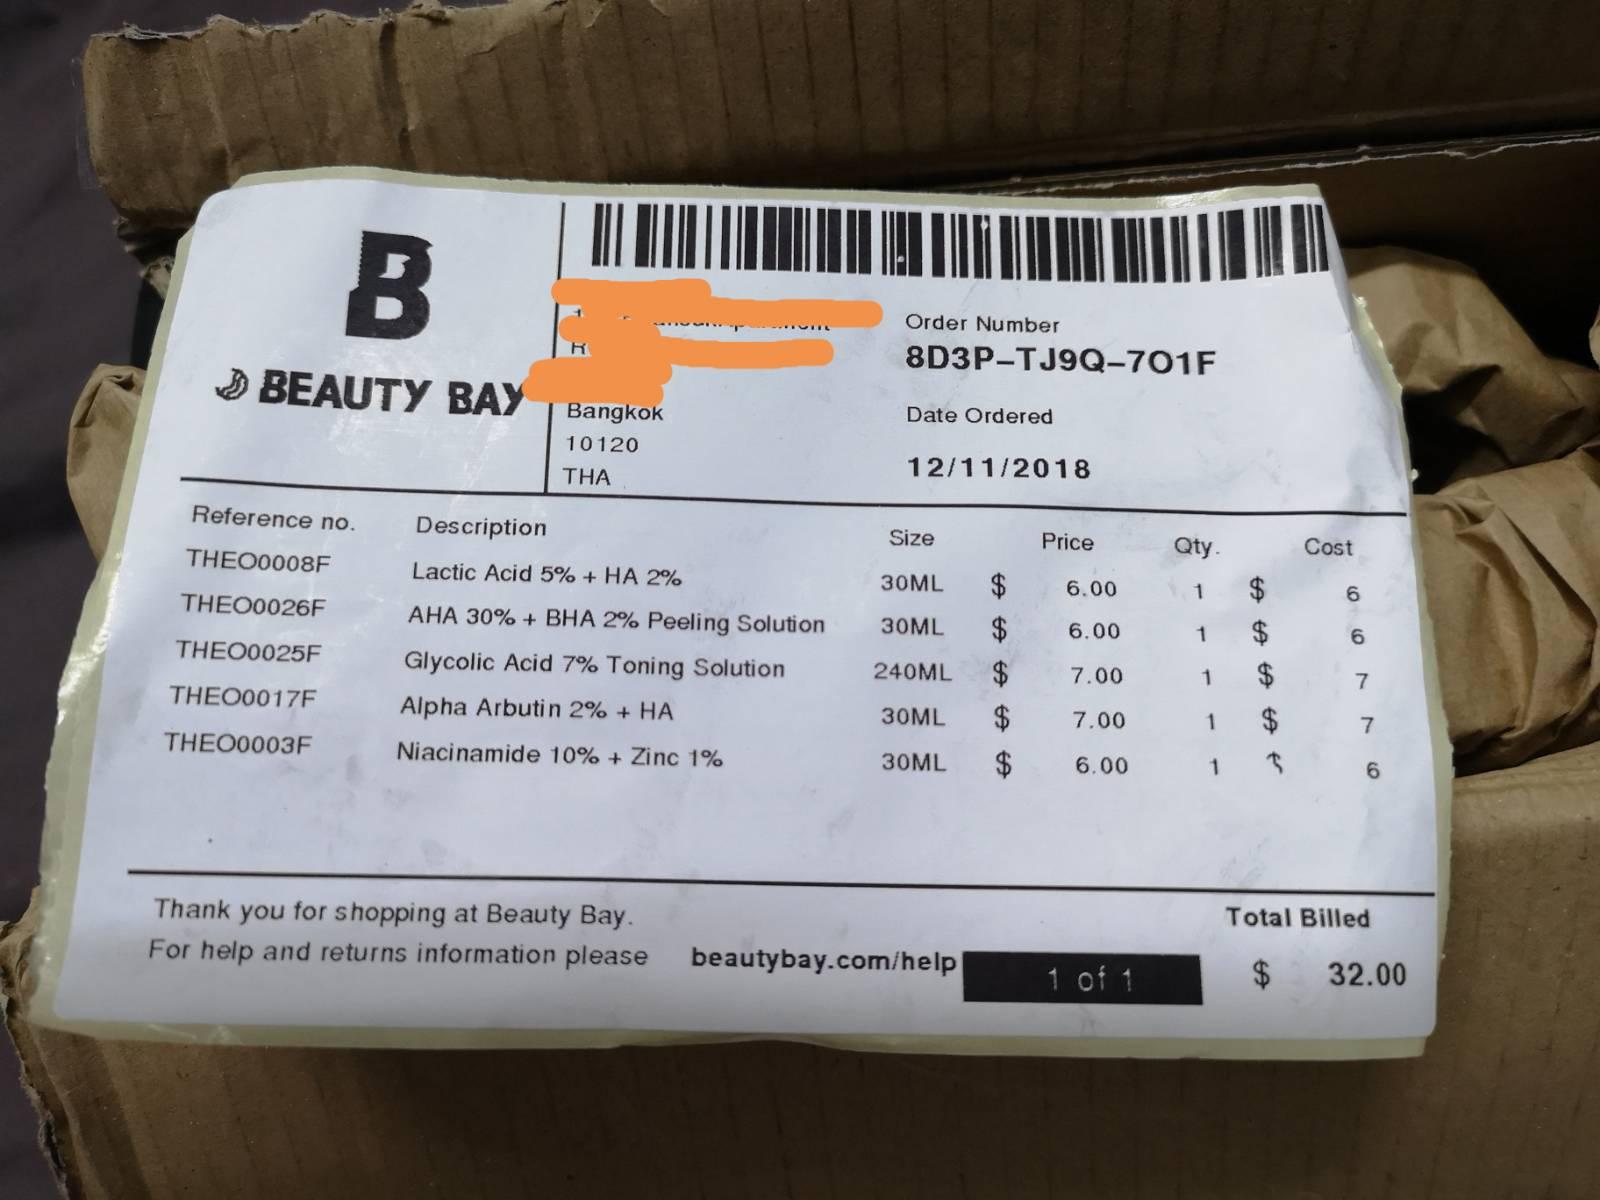 B
BEAUTY BAY
Bangkok
10120
THA
Order Number
8D3P-TJ9Q-7O1F
Date Ordered
12/11/2018
Reference no. Description Size Price Qty. Cost
THEO0008F Lactic Acid 5% + HA 2% 30ML $ 6.00 1 $ 6
THEO0026F AHA 30% + BHA 2% Peeling Solution 30ML $ 6.00 1 $ 6
THEO0025F Glycolic Acid 7% Toning Solution 240ML $ 7.00 1 $ 7
THEO0017F Alpha Arbutin 2% + HA 30ML $ 7.00 1 $ 7
THEO0003F Niacinamide 10% + Zinc 1% 30ML $ 6.00 1 $ 6
Thank you for shopping at Beauty Bay.
For help and returns information please beautybay.com/help
1 of 1
Total Billed
$ 32.00